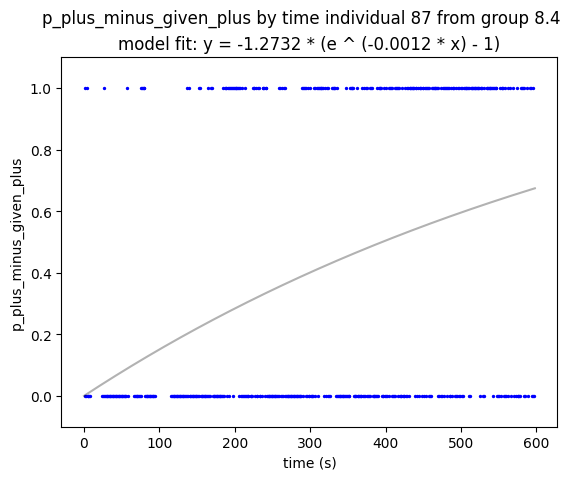 p_plus_minus_given_plus by time individual 87 from group 8.4
model fit: y = -1.2732 * (e ^ (-0.0012 * x) - 1)
1.0
0.8
0.6
0.4
0.2
0.0
p_plus_minus_given_plus
0 100 200 300 400 500 600
time (s)